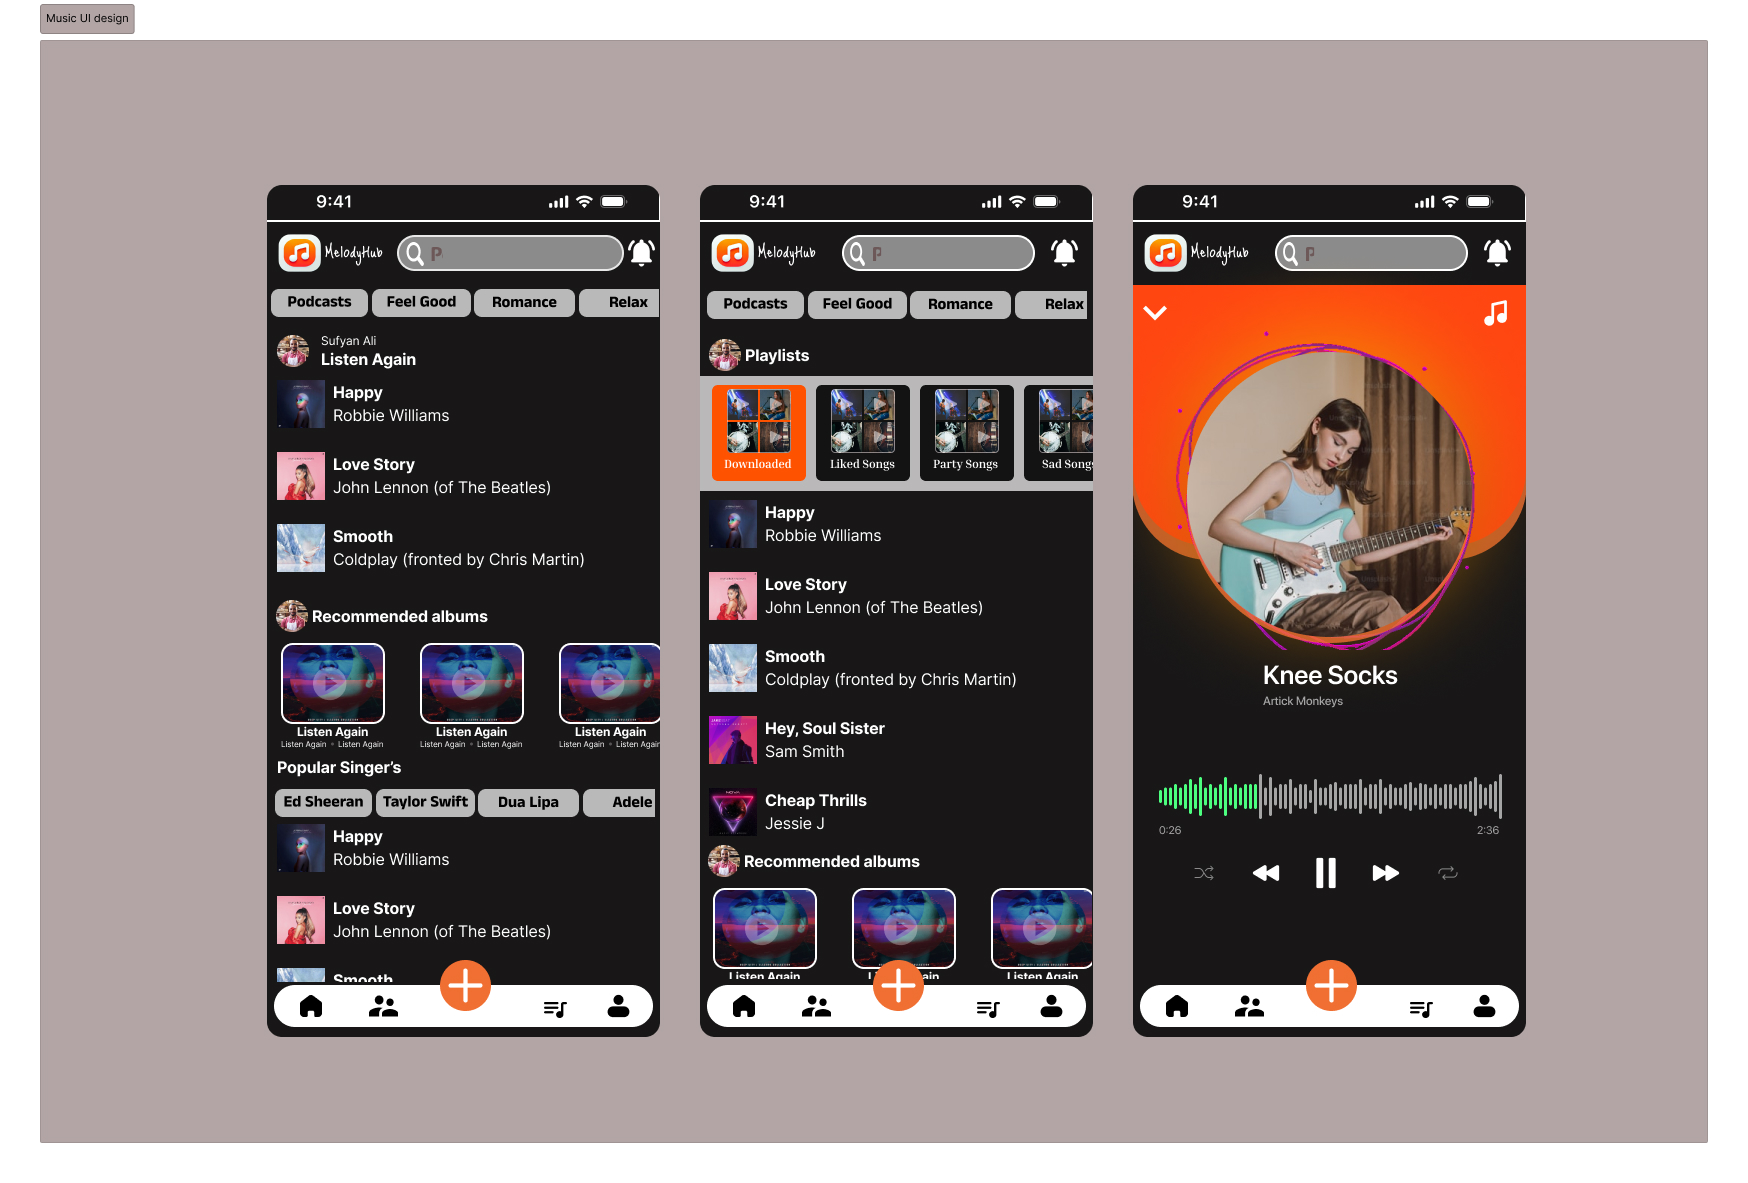 Music UI design
9:41
MelodyHub
P
Podcasts
Feel Good
Romance
Relax
Sufyan Ali
Listen Again
Happy
Robbie Williams
Love Story
John Lennon (of The Beatles)
Smooth
Coldplay (fronted by Chris Martin)
Recommended albums
Listen Again
Listen Again • Listen Again
Listen Again
Listen Again • Listen Again
Listen Again
Listen Again • Listen Again
Popular Singer's
Ed Sheeran
Taylor Swift
Dua Lipa
Adele
Happy
Robbie Williams
Love Story
John Lennon (of The Beatles)
Smooth
9:41
MelodyHub
P
Podcasts
Feel Good
Romance
Relax
Playlists
Downloaded
Liked Songs
Party Songs
Sad Songs
Happy
Robbie Williams
Love Story
John Lennon (of The Beatles)
Smooth
Coldplay (fronted by Chris Martin)
Hey, Soul Sister
Sam Smith
Cheap Thrills
Jessie J
Recommended albums
Listen Again
ain
Listen Again
9:41
MelodyHub
P
Knee Socks
Artick Monkeys
0:26
2:36